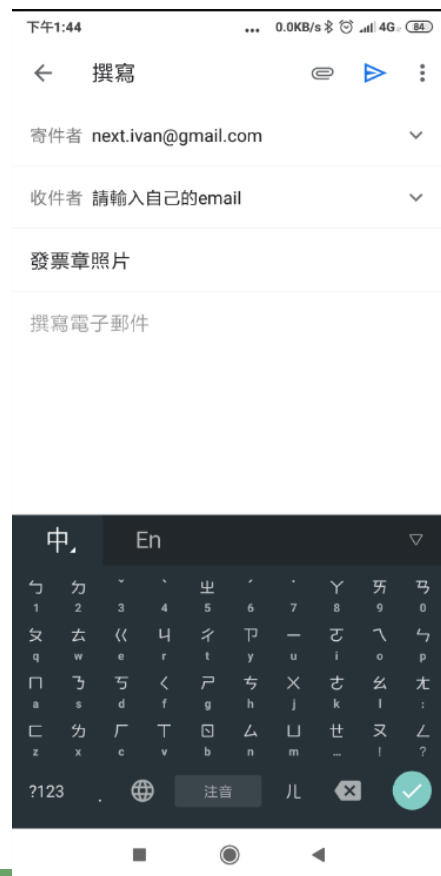 下午1:44 ... 0.0KB/s 4G 84
撰寫
寄件者 next.ivan@gmail.com
收件者 請輸入自己的email
發票章照片
撰寫電子郵件
中 En
ㄅ ㄉ ˇ ˋ ㄓ ˊ ˙ ㄚ ㄞ ㄢ
1 2 3 4 5 6 7 8 9 0
ㄆ ㄊ ㄍ ㄐ ㄔ ㄗ ㄧ ㄛ ㄟ ㄣ
q w e r t y u i o p
ㄇ ㄋ ㄎ ㄑ ㄕ ㄘ ㄨ ㄜ ㄠ ㄤ
a s d f g h j k l :
ㄈ ㄌ ㄏ ㄒ ㄖ ㄙ ㄩ ㄝ ㄡ ㄥ
z x c v b n m ... ! ?
?123 . 注音 ㄦ